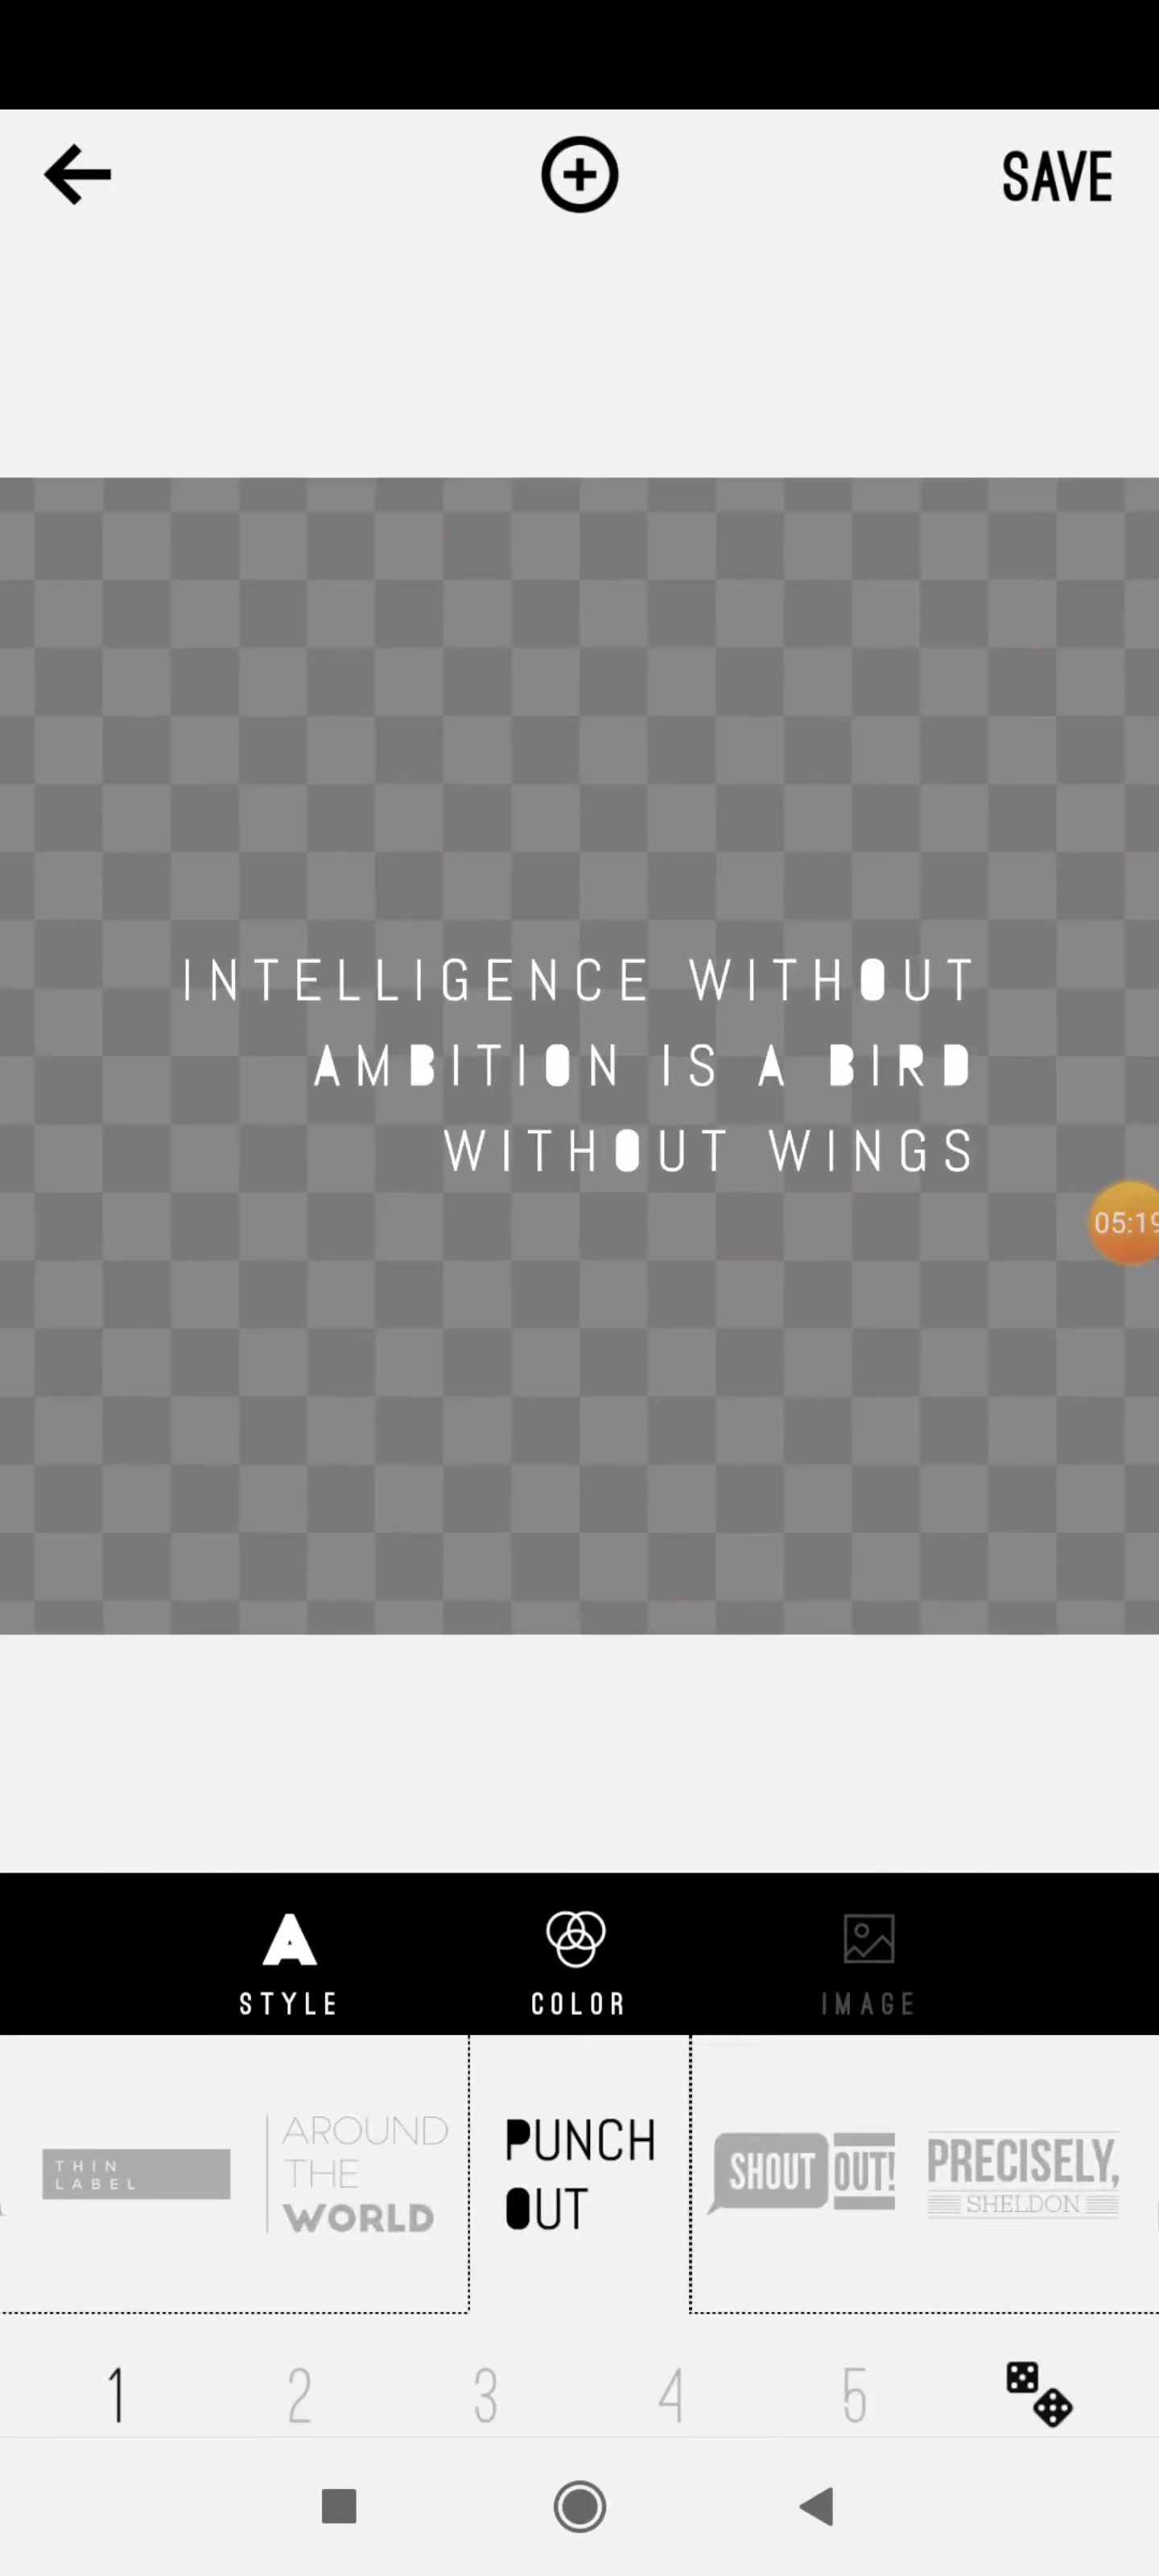 SAVE
INTELLIGENCE WITHOUT
AMBITION IS A BIRD
WITHOUT WINGS
05:19
STYLE
COLOR
IMAGE
THIN
LABEL
AROUND
THE
WORLD
PUNCH
OUT
SHOUT OUT!
PRECISELY,
SHELDON
1 2 3 4 5